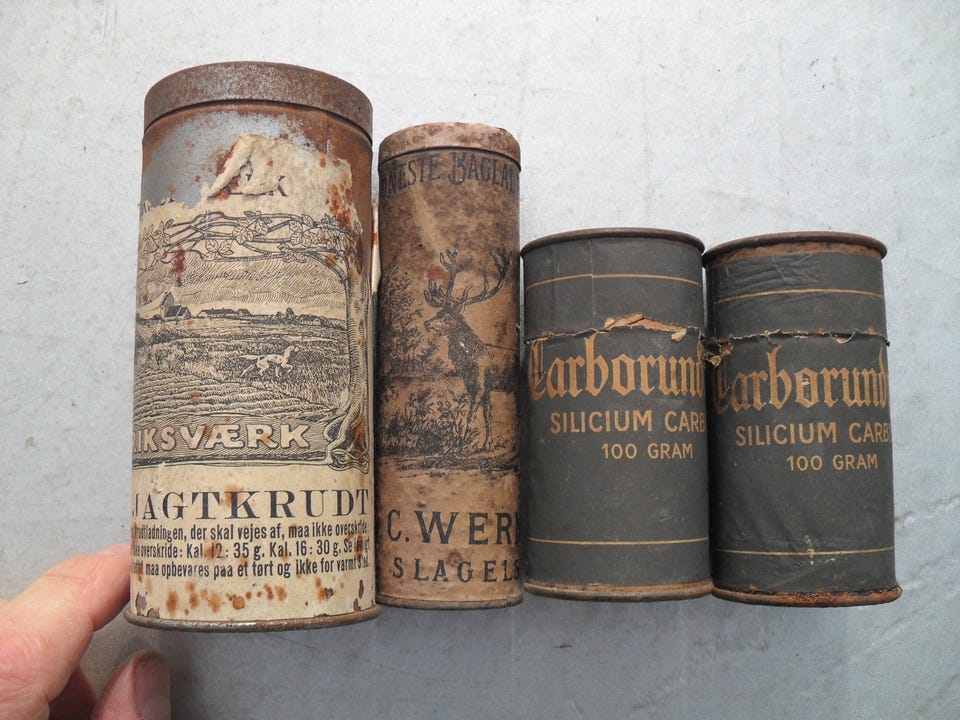 IKSVÆRK
JAGTKRUDT
rudtladningen, der skal vejes af, maa ikke overskride:
overskride: Kal. 12: 35 g. Kal. 16: 30 g.
maa opbevares paa et tørt og ikke for varmt
NESTE BAGLA
C. WER
SLAGELS
Carborund
SILICIUM CARB
100 GRAM
Carborund
SILICIUM CARB
100 GRAM